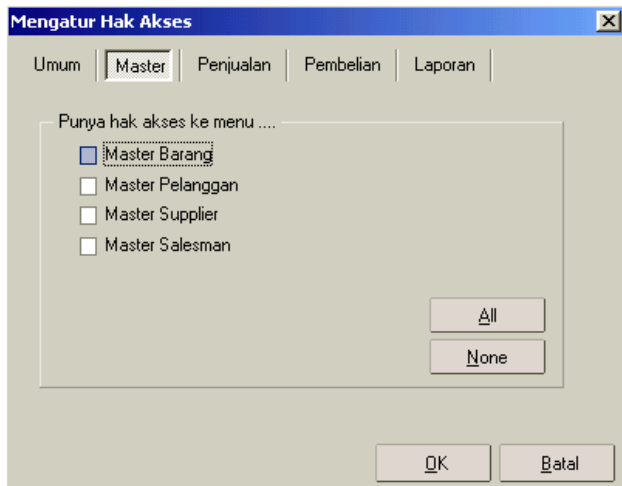 Mengatur Hak Akses
Umum Master Penjualan Pembelian Laporan
Punya hak akses ke menu ....
Master Barang
Master Pelanggan
Master Supplier
Master Salesman
All
None
OK Batal